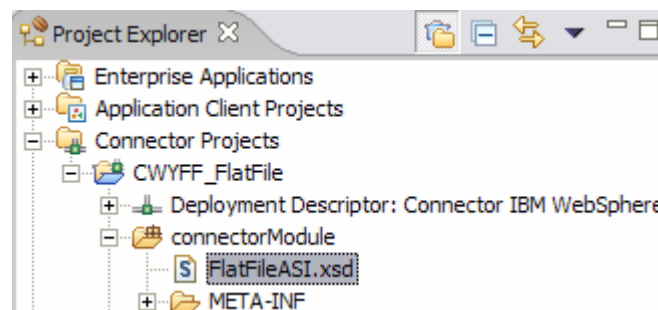 Project Explorer
Enterprise Applications
Application Client Projects
Connector Projects
CWYFF_FlatFile
Deployment Descriptor: Connector IBM WebSphere
connectorModule
S FlatFileASI.xsd
META-INF